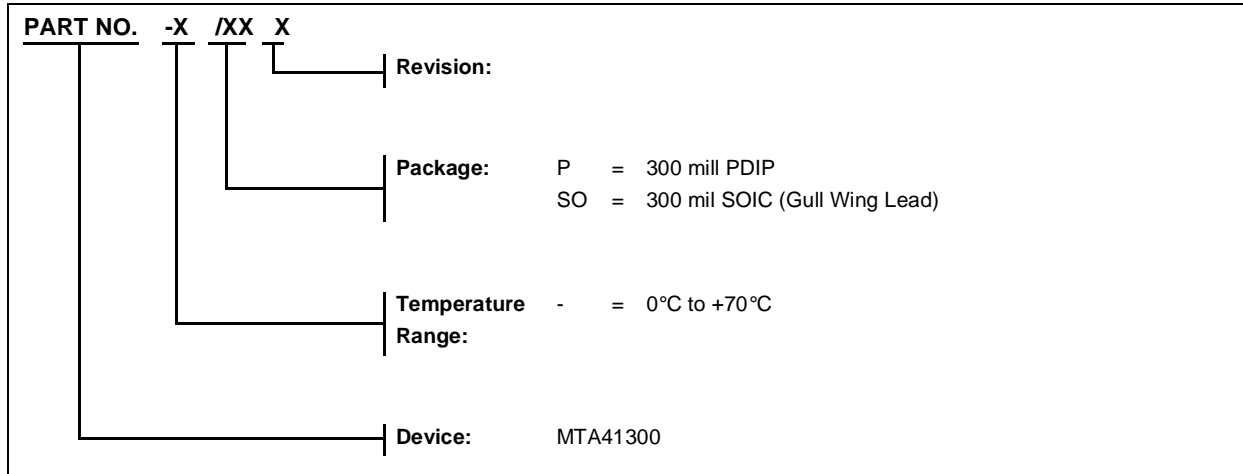 PART NO. -X /XX X
Revision:
Package: P = 300 mill PDIP
SO = 300 mil SOIC (Gull Wing Lead)
Temperature - = 0°C to +70°C
Range:
Device: MTA41300